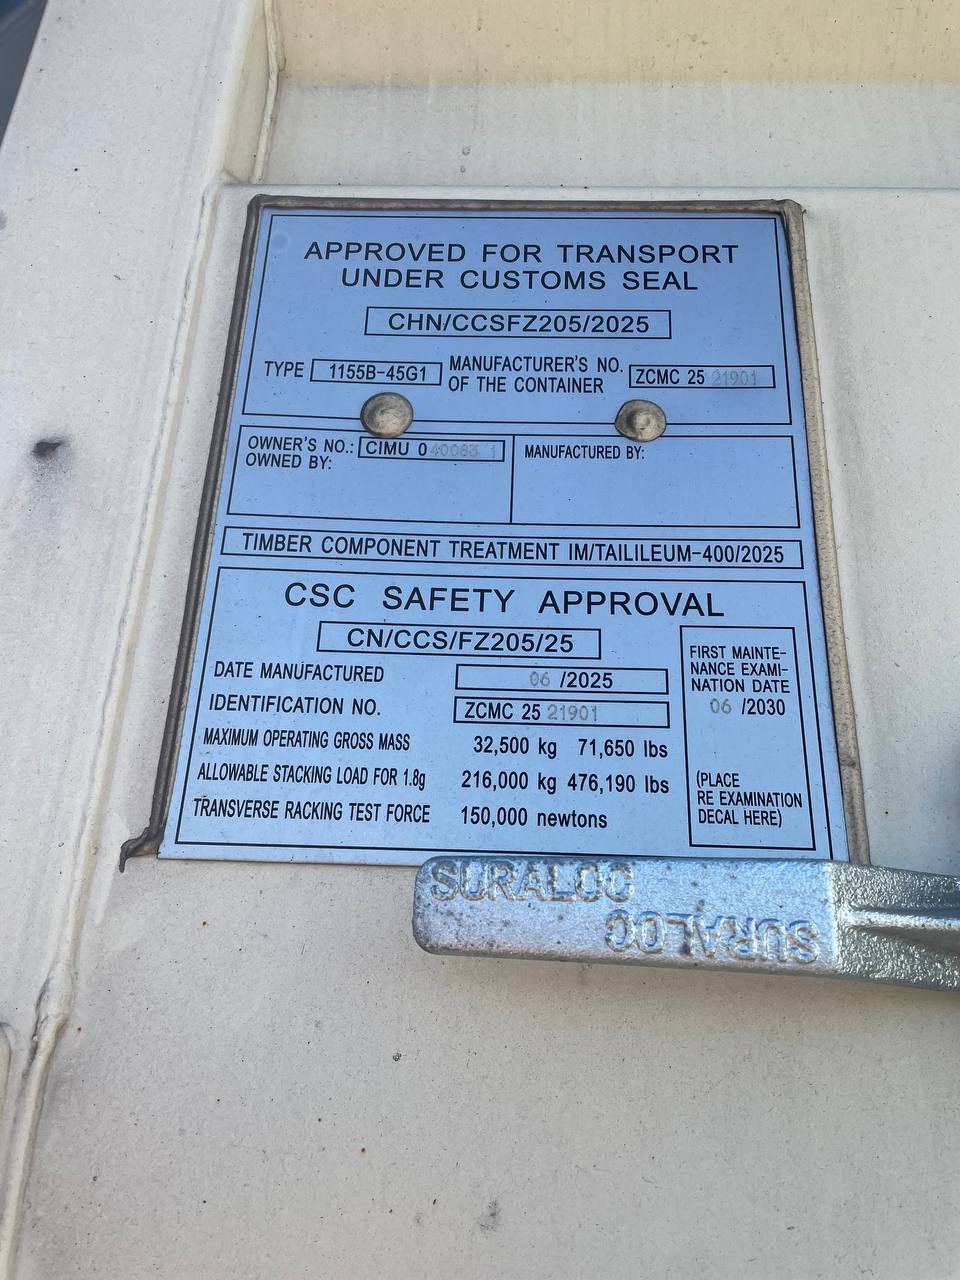 APPROVED FOR TRANSPORT
UNDER CUSTOMS SEAL
CHN/CCSFZ205/2025
TYPE 1155B-45G1 MANUFACTURER'S NO.
OF THE CONTAINER ZCMC 25 21901
OWNER'S NO.: CIMU 040083 1
OWNED BY:
MANUFACTURED BY:
TIMBER COMPONENT TREATMENT IM/TAILILEUM-400/2025
CSC SAFETY APPROVAL
CN/CCS/FZ205/25
DATE MANUFACTURED 06 /2025
IDENTIFICATION NO. ZCMC 25 21901
MAXIMUM OPERATING GROSS MASS 32,500 kg 71,650 lbs
ALLOWABLE STACKING LOAD FOR 1.8g 216,000 kg 476,190 lbs
TRANSVERSE RACKING TEST FORCE 150,000 newtons
FIRST MAINTE-
NANCE EXAMI-
NATION DATE
06 /2030
(PLACE
RE EXAMINATION
DECAL HERE)
SURALOC
SURALOC